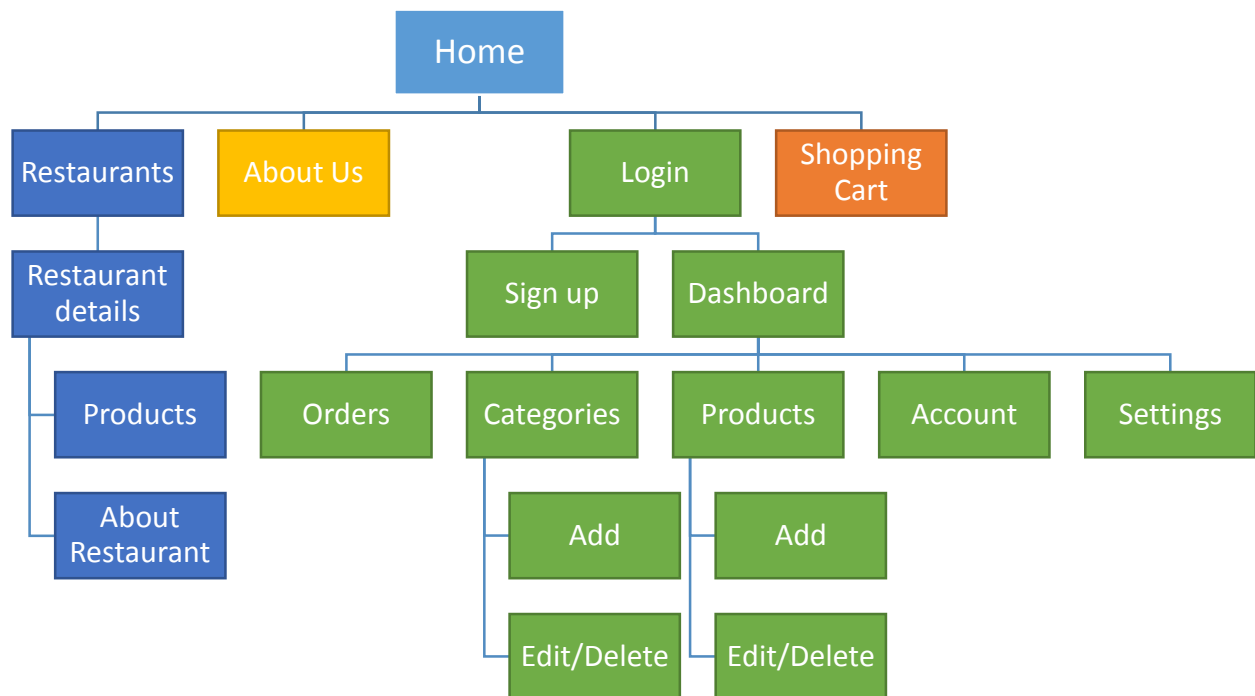 Home
Restaurants
About Us
Login
Shopping
Cart
Restaurant
details
Sign up
Dashboard
Products
Orders
Categories
Products
Account
Settings
About
Restaurant
Add
Add
Edit/Delete
Edit/Delete